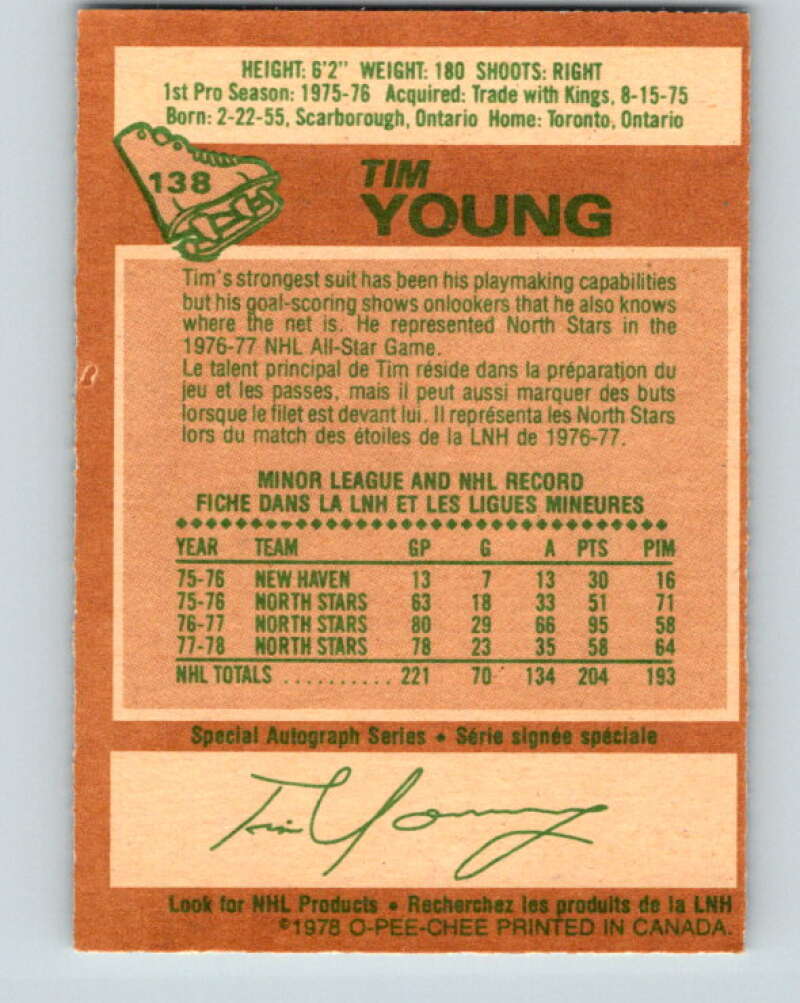 HEIGHT: 6'2" WEIGHT: 180 SHOOTS: RIGHT
1st Pro Season: 1975-76 Acquired: Trade with Kings, 8-15-75
Born: 2-22-55, Scarborough, Ontario Home: Toronto, Ontario
138
TIM
YOUNG
Tim's strongest suit has been his playmaking capabilities
but his goal-scoring shows onlookers that he also knows
where the net is. He represented North Stars in the
1976-77 NHL All-Star Game.
Le talent principal de Tim réside dans la préparation du
jeu et les passes, mais il peut aussi marquer des buts
lorsque le filet est devant lui. Il représenta les North Stars
lors du match des étoiles de la LNH de 1976-77.
MINOR LEAGUE AND NHL RECORD
FICHE DANS LA LNH ET LES LIGUES MINEURES
YEAR TEAM GP G A PTS PIM
75-76 NEW HAVEN 13 7 13 30 16
75-76 NORTH STARS 63 18 33 51 71
76-77 NORTH STARS 80 29 66 95 58
77-78 NORTH STARS 78 23 35 58 64
NHL TOTALS .......... 221 70 134 204 193
Special Autograph Series • Série signée spéciale
Tim Young
Look for NHL Products • Recherchez les produits de la LNH
©1978 O-PEE-CHEE PRINTED IN CANADA.